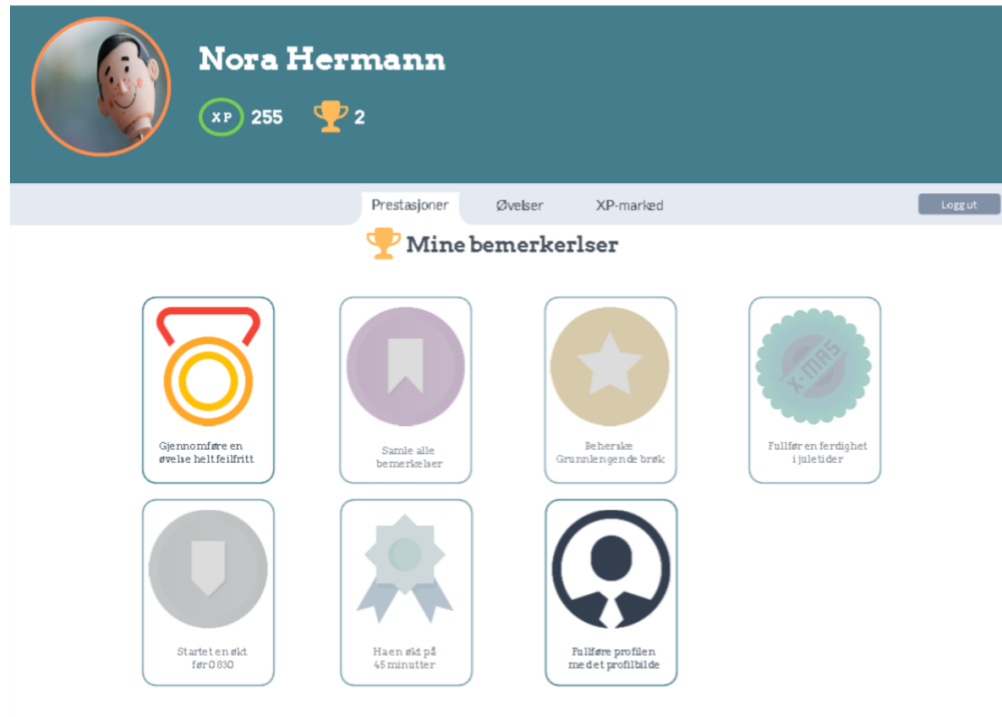 Nora Hermann
XP 255 2
Prestasjoner Øvelser XP-marked Logg ut
Mine bemerkerlser
Gjennomføre en
øvelse helt feilfritt
Samle alle
bemerkelser
Beherske
Grunnlengende brøk
X-MAS
Fullfør en ferdighet
i juletider
Startet en økt
før 0830
Ha en økt på
45 minutter
Fullføre profilen
med et profilbilde